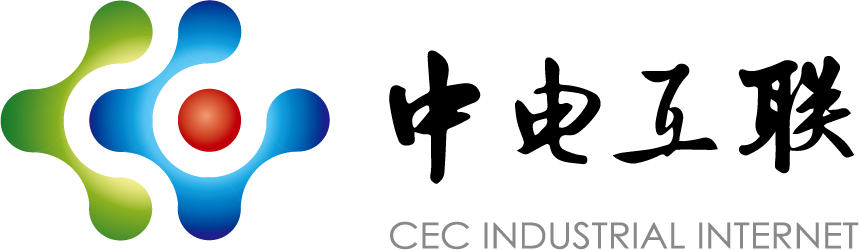 中电互联
CEC INDUSTRIAL INTERNET